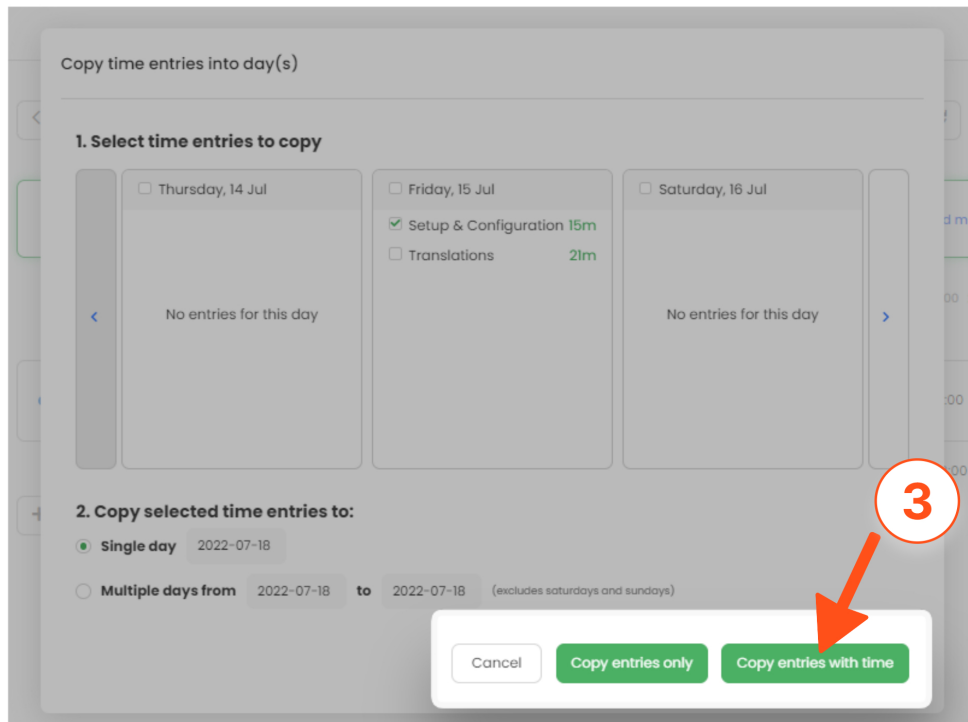 Copy time entries into day(s)
1. Select time entries to copy
Thursday, 14 Jul
No entries for this day
Friday, 15 Jul
Setup & Configuration 15m
Translations 21m
Saturday, 16 Jul
No entries for this day
2. Copy selected time entries to:
Single day 2022-07-18
Multiple days from 2022-07-18 to 2022-07-18 (excludes saturdays and sundays)
3
Cancel Copy entries only Copy entries with time